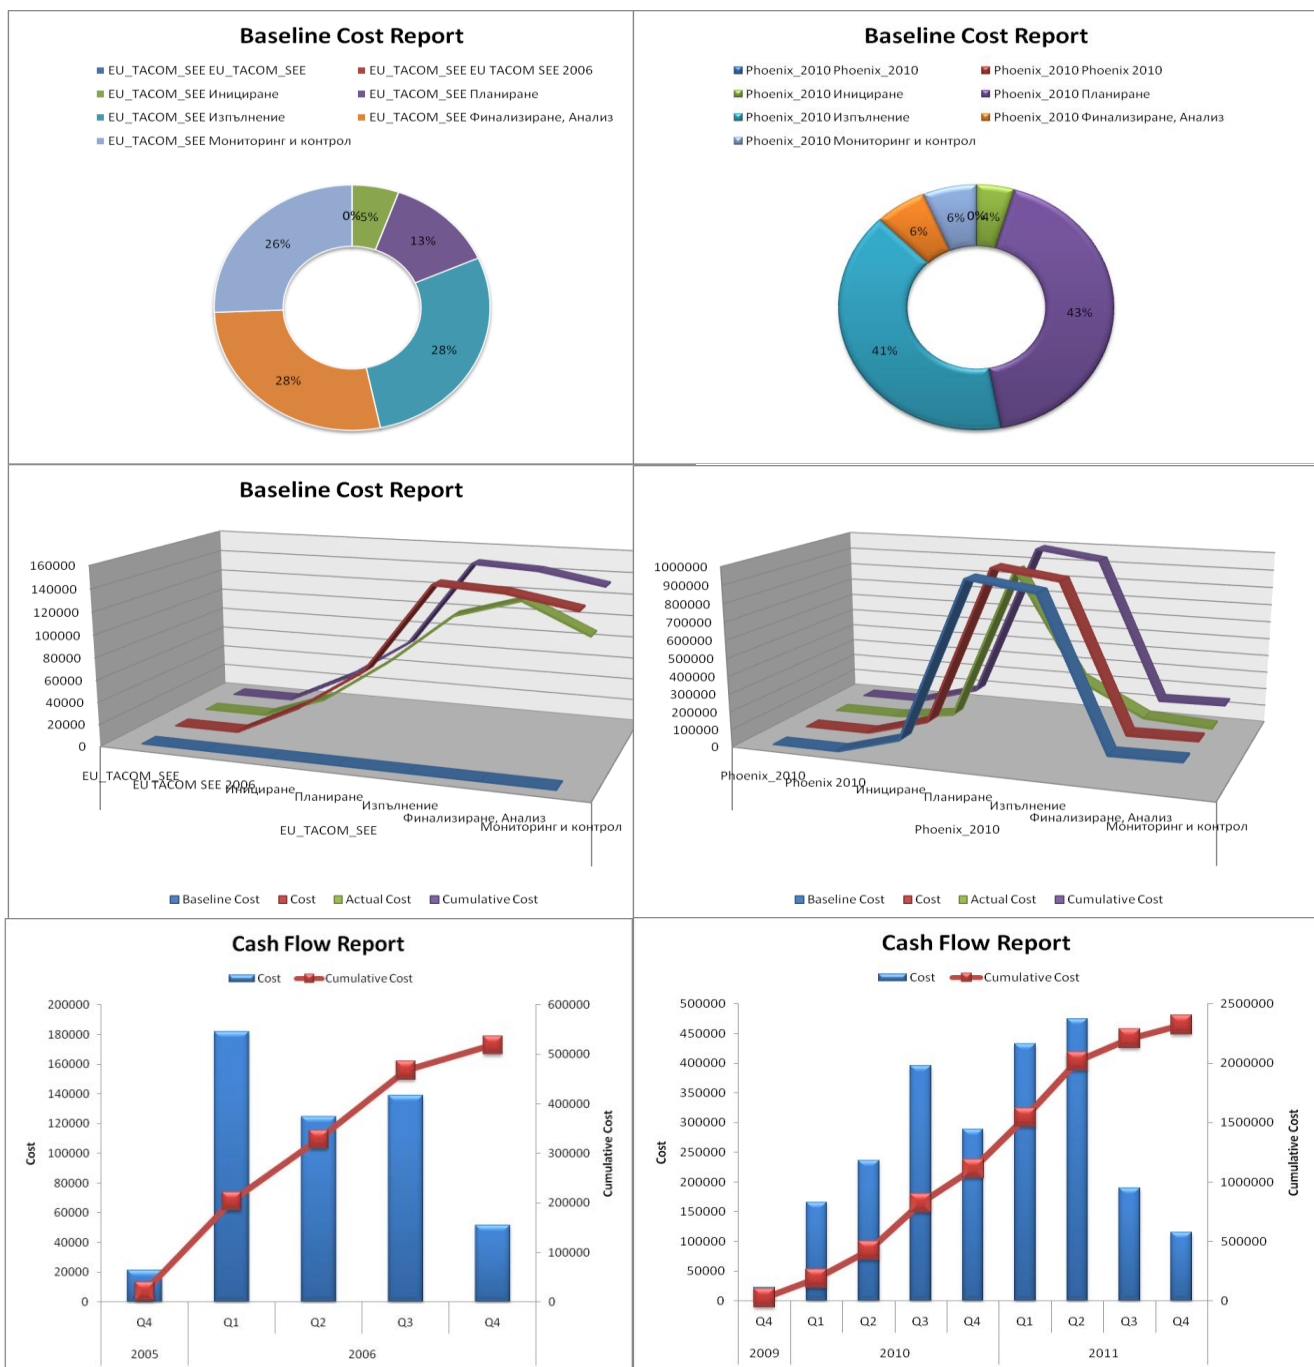 Baseline Cost Report
EU_TACOM_SEE EU_TACOM_SEE
EU_TACOM_SEE EU TACOM SEE 2006
EU_TACOM_SEE Инициране
EU_TACOM_SEE Планиране
EU_TACOM_SEE Изпълнение
EU_TACOM_SEE Финализиране, Анализ
EU_TACOM_SEE Мониторинг и контрол
0%
5%
13%
28%
28%
26%
Baseline Cost Report
Phoenix_2010 Phoenix_2010
Phoenix_2010 Phoenix 2010
Phoenix_2010 Инициране
Phoenix_2010 Планиране
Phoenix_2010 Изпълнение
Phoenix_2010 Финализиране, Анализ
Phoenix_2010 Мониторинг и контрол
0%
4%
43%
41%
6%
6%
Baseline Cost Report
160000
140000
120000
100000
80000
60000
40000
20000
0
EU_TACOM_SEE
EU TACOM SEE 2006
Инициране
Планиране
Изпълнение
Финализиране, Анализ
Мониторинг и контрол
EU_TACOM_SEE
Baseline Cost
Cost
Actual Cost
Cumulative Cost
1000000
900000
800000
700000
600000
500000
400000
300000
200000
100000
0
Phoenix_2010
Phoenix 2010
Инициране
Планиране
Изпълнение
Финализиране, Анализ
Мониторинг и контрол
Phoenix_2010
Baseline Cost
Cost
Actual Cost
Cumulative Cost
Cash Flow Report
Cost
Cumulative Cost
200000
180000
160000
140000
120000
100000
80000
60000
40000
20000
0
Cost
600000
500000
400000
300000
200000
100000
0
Cumulative Cost
Q4
Q1
Q2
Q3
Q4
2005
2006
Cash Flow Report
Cost
Cumulative Cost
500000
450000
400000
350000
300000
250000
200000
150000
100000
50000
0
Cost
2500000
2000000
1500000
1000000
500000
0
Cumulative Cost
Q4
Q1
Q2
Q3
Q4
Q1
Q2
Q3
Q4
2009
2010
2011